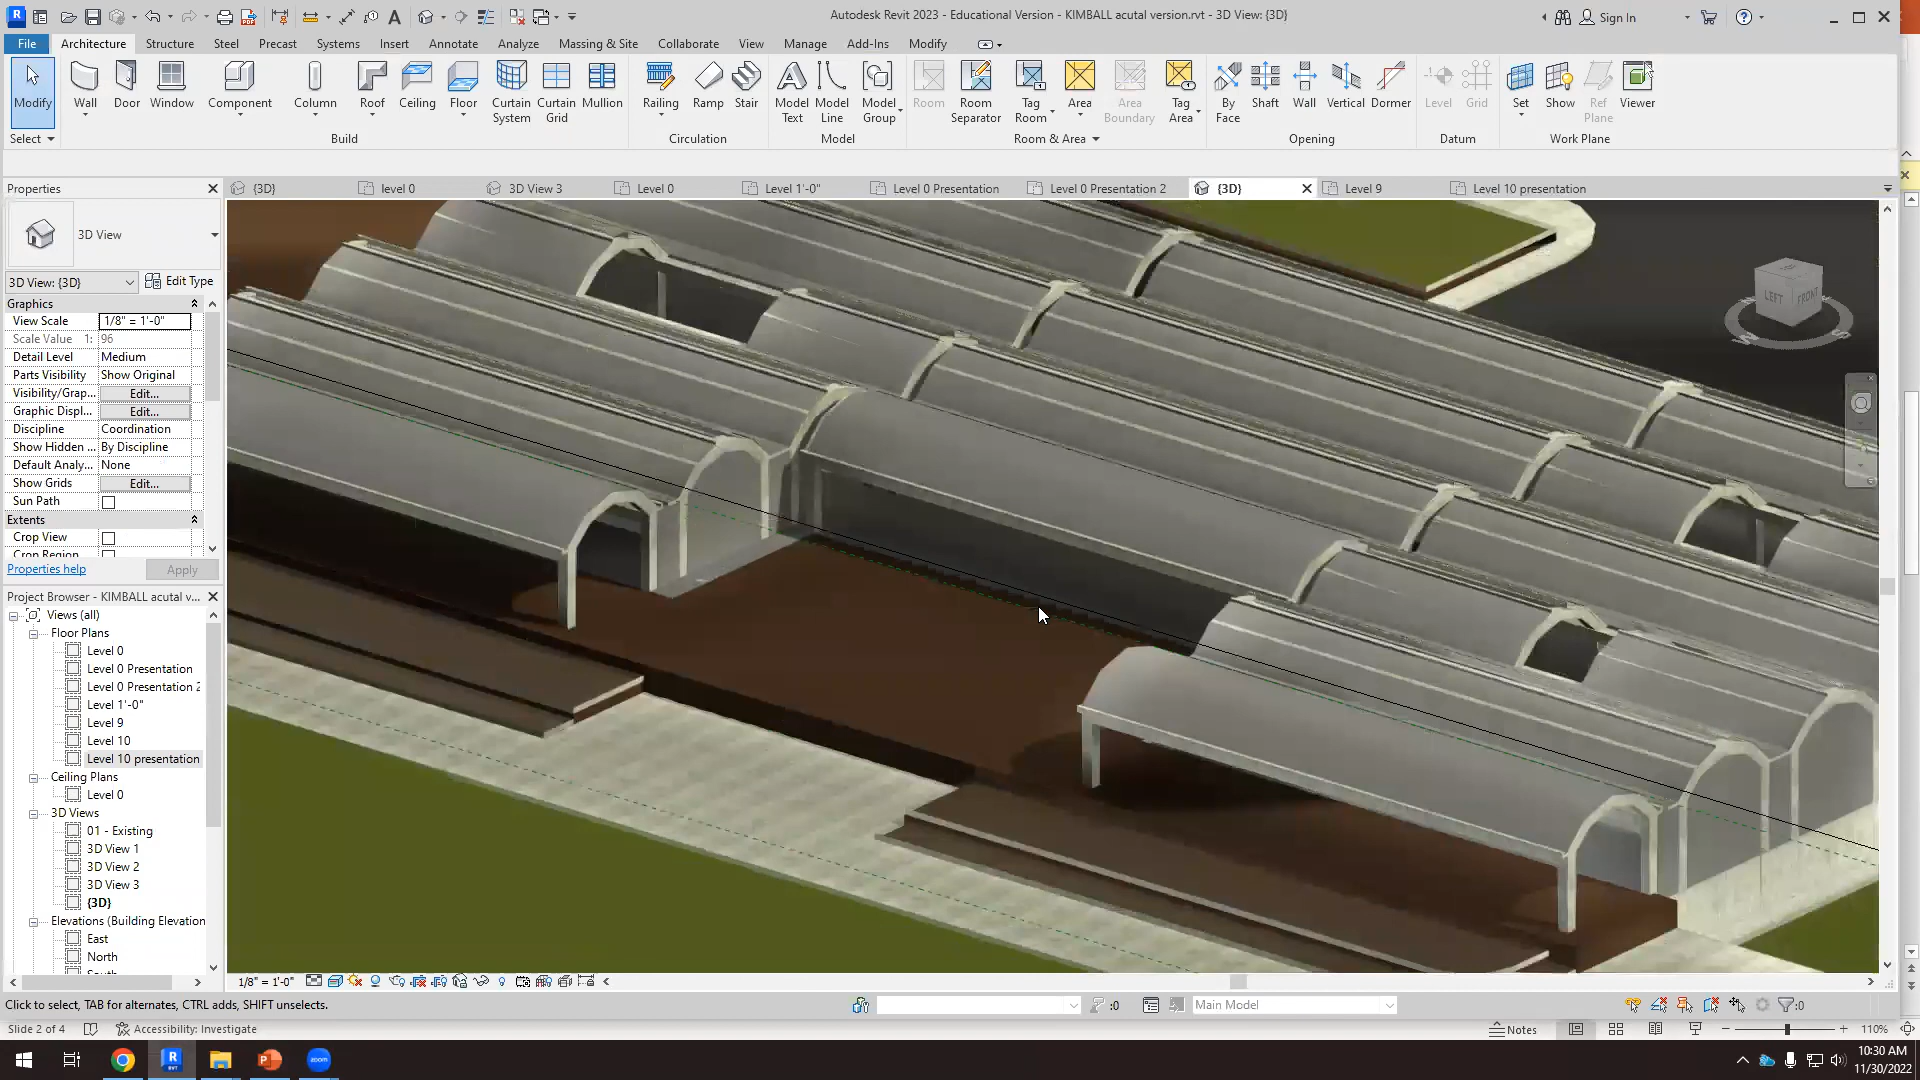 Autodesk Revit 2023 - Educational Version - KIMBALL acutal version.rvt - 3D View: {3D}
Sign In
File Architecture Structure Steel Precast Systems Insert Annotate Analyze Massing & Site Collaborate View Manage Add-Ins Modify
Modify Wall Door Window Component Column Roof Ceiling Floor Curtain System Curtain Grid Mullion Railing Ramp Stair Model Text Model Line Model Group Room Room Separator Tag Room Area Area Boundary Tag Area By Face Shaft Wall Vertical Dormer Level Grid Set Show Ref Plane Viewer
Select Build Circulation Model Room & Area Opening Datum Work Plane
Properties
{3D} level 0 3D View 3 Level 0 Level 1'-0" Level 0 Presentation Level 0 Presentation 2 {3D} Level 9 Level 10 presentation
3D View
3D View: {3D} Edit Type
Graphics
View Scale 1/8" = 1'-0"
Scale Value 1: 96
Detail Level Medium
Parts Visibility Show Original
Visibility/Grap... Edit...
Graphic Displ... Edit...
Discipline Coordination
Show Hidden ... By Discipline
Default Analy... None
Show Grids Edit...
Sun Path
Extents
Crop View
Crop Region
Properties help Apply
Project Browser - KIMBALL acutal v...
Views (all)
Floor Plans
Level 0
Level 0 Presentation
Level 0 Presentation 2
Level 1'-0"
Level 9
Level 10
Level 10 presentation
Ceiling Plans
Level 0
3D Views
01 - Existing
3D View 1
3D View 2
3D View 3
{3D}
Elevations (Building Elevation
East
North
South
LEFT FRONT
W S
1/8" = 1'-0"
Click to select, TAB for alternates, CTRL adds, SHIFT unselects.
:0 Main Model :0
Slide 2 of 4 Accessibility: Investigate Notes 110%
10:30 AM
11/30/2022